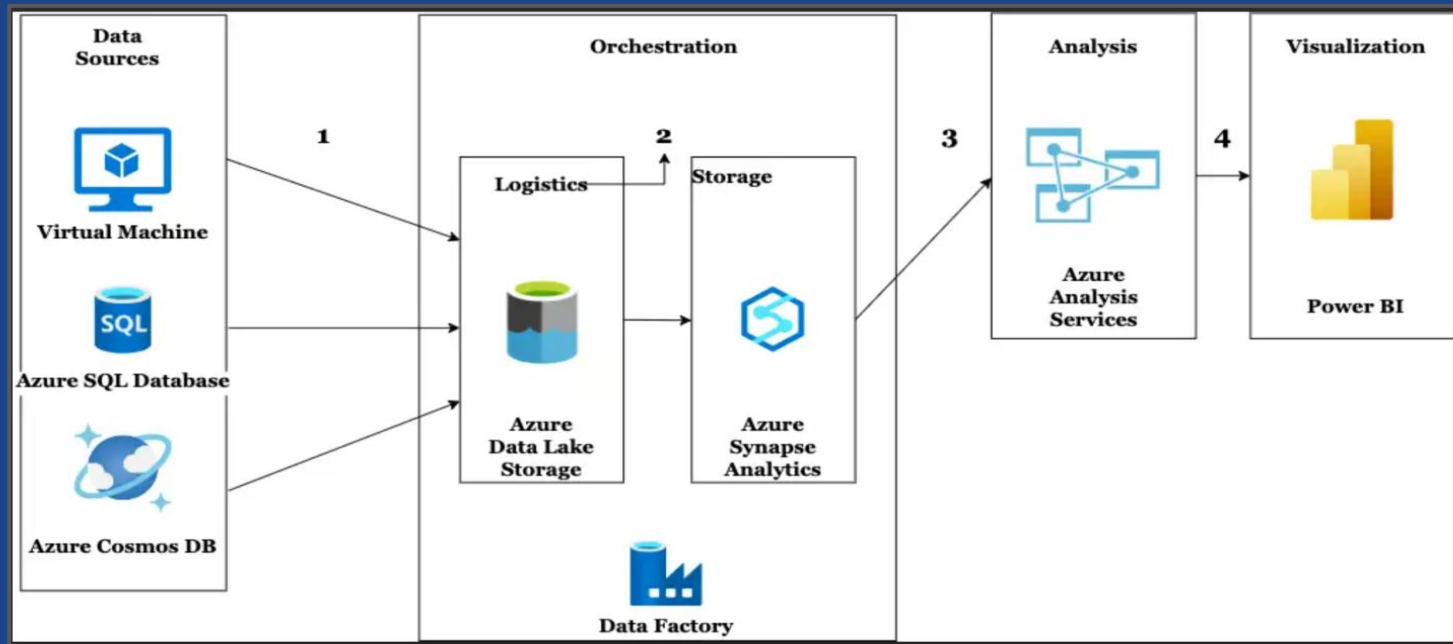 Data
Sources
Virtual Machine
SQL
Azure SQL Database
Azure Cosmos DB
1
Orchestration
2
Logistics
Azure
Data Lake
Storage
Storage
Azure
Synapse
Analytics
Data Factory
3
Analysis
Azure
Analysis
Services
4
Visualization
Power BI